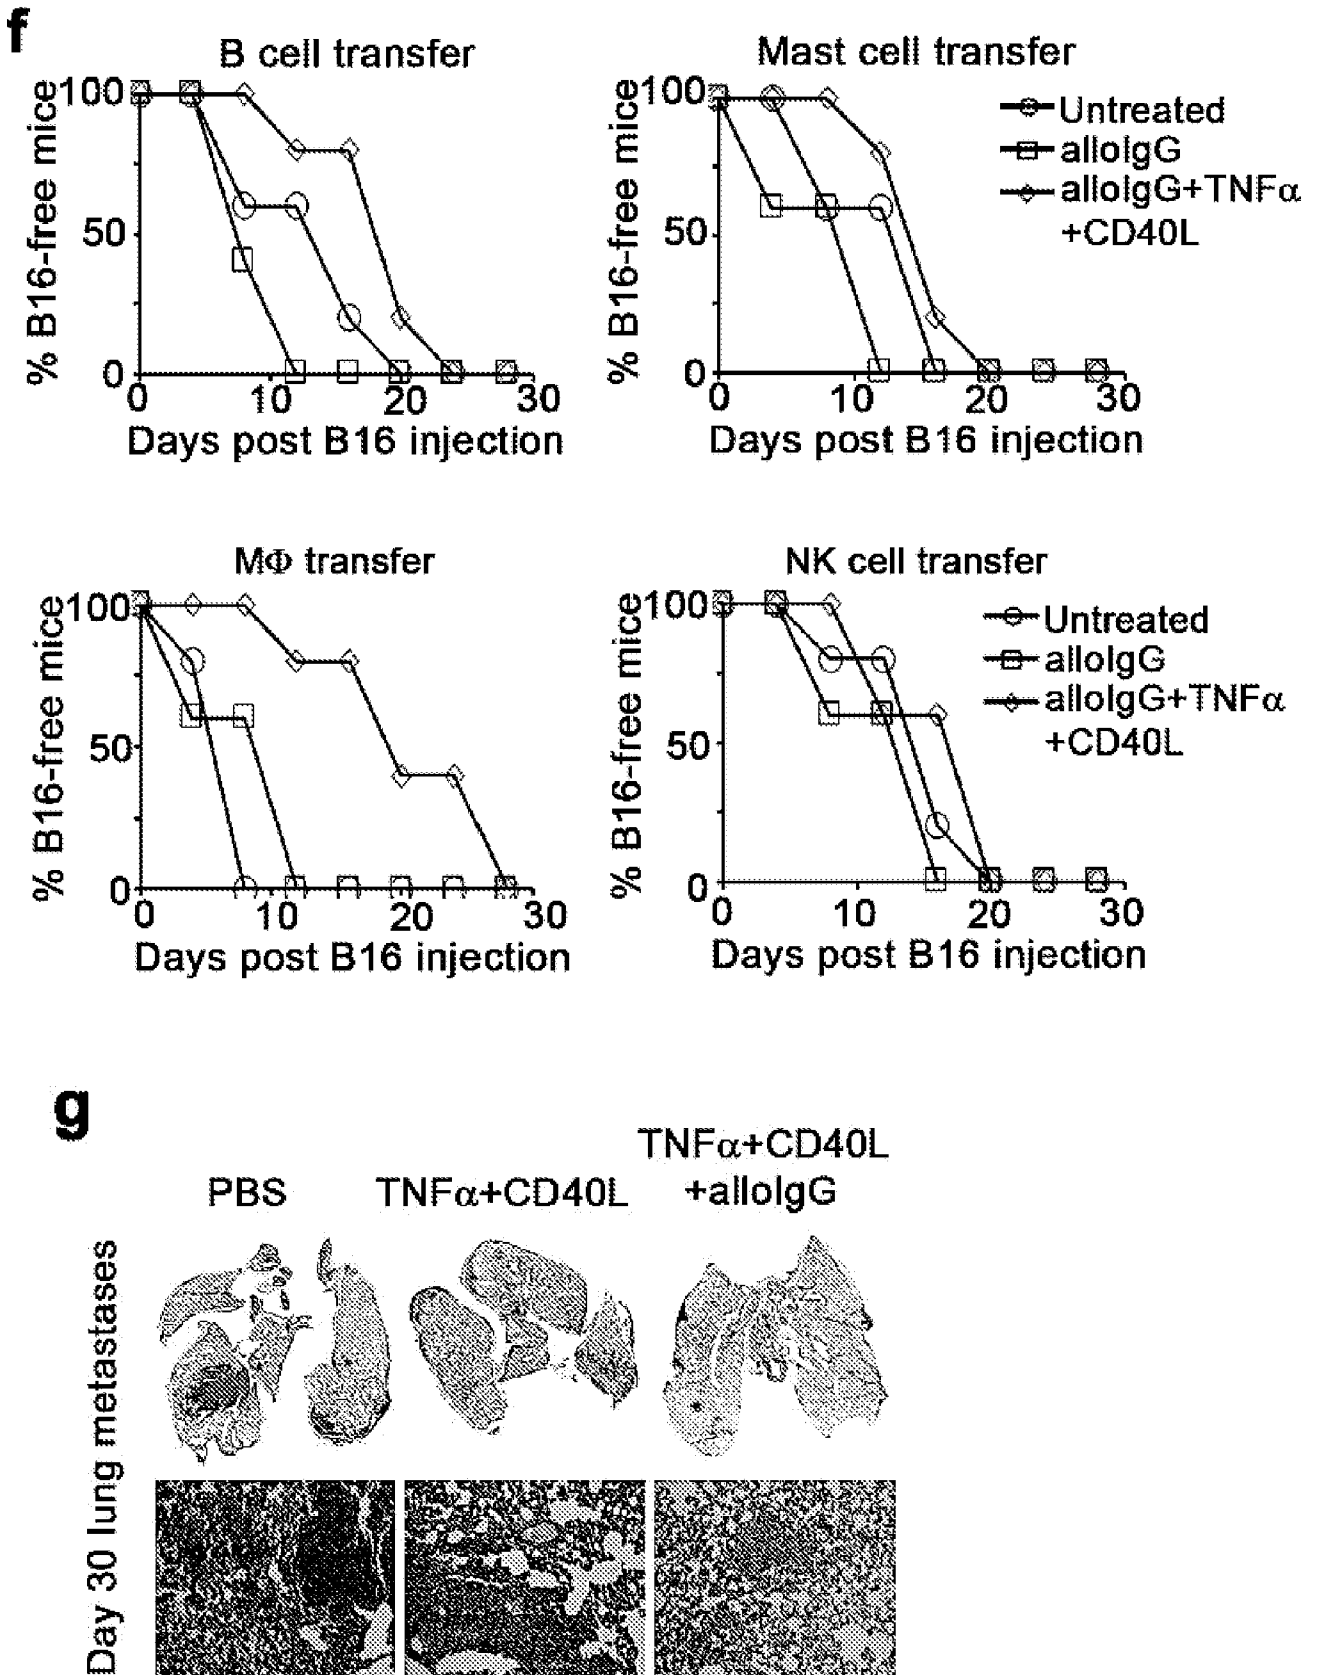 f
B cell transfer
% B16-free mice
100
50
0
0 10 20 30
Days post B16 injection
Mast cell transfer
% B16-free mice
100
50
0
0 10 20 30
Days post B16 injection
Untreated
alloIgG
alloIgG+TNFα
+CD40L
MΦ transfer
% B16-free mice
100
50
0
0 10 20 30
Days post B16 injection
NK cell transfer
% B16-free mice
100
50
0
0 10 20 30
Days post B16 injection
Untreated
alloIgG
alloIgG+TNFα
+CD40L
g
PBS
TNFα+CD40L
TNFα+CD40L
+alloIgG
Day 30 lung metastases